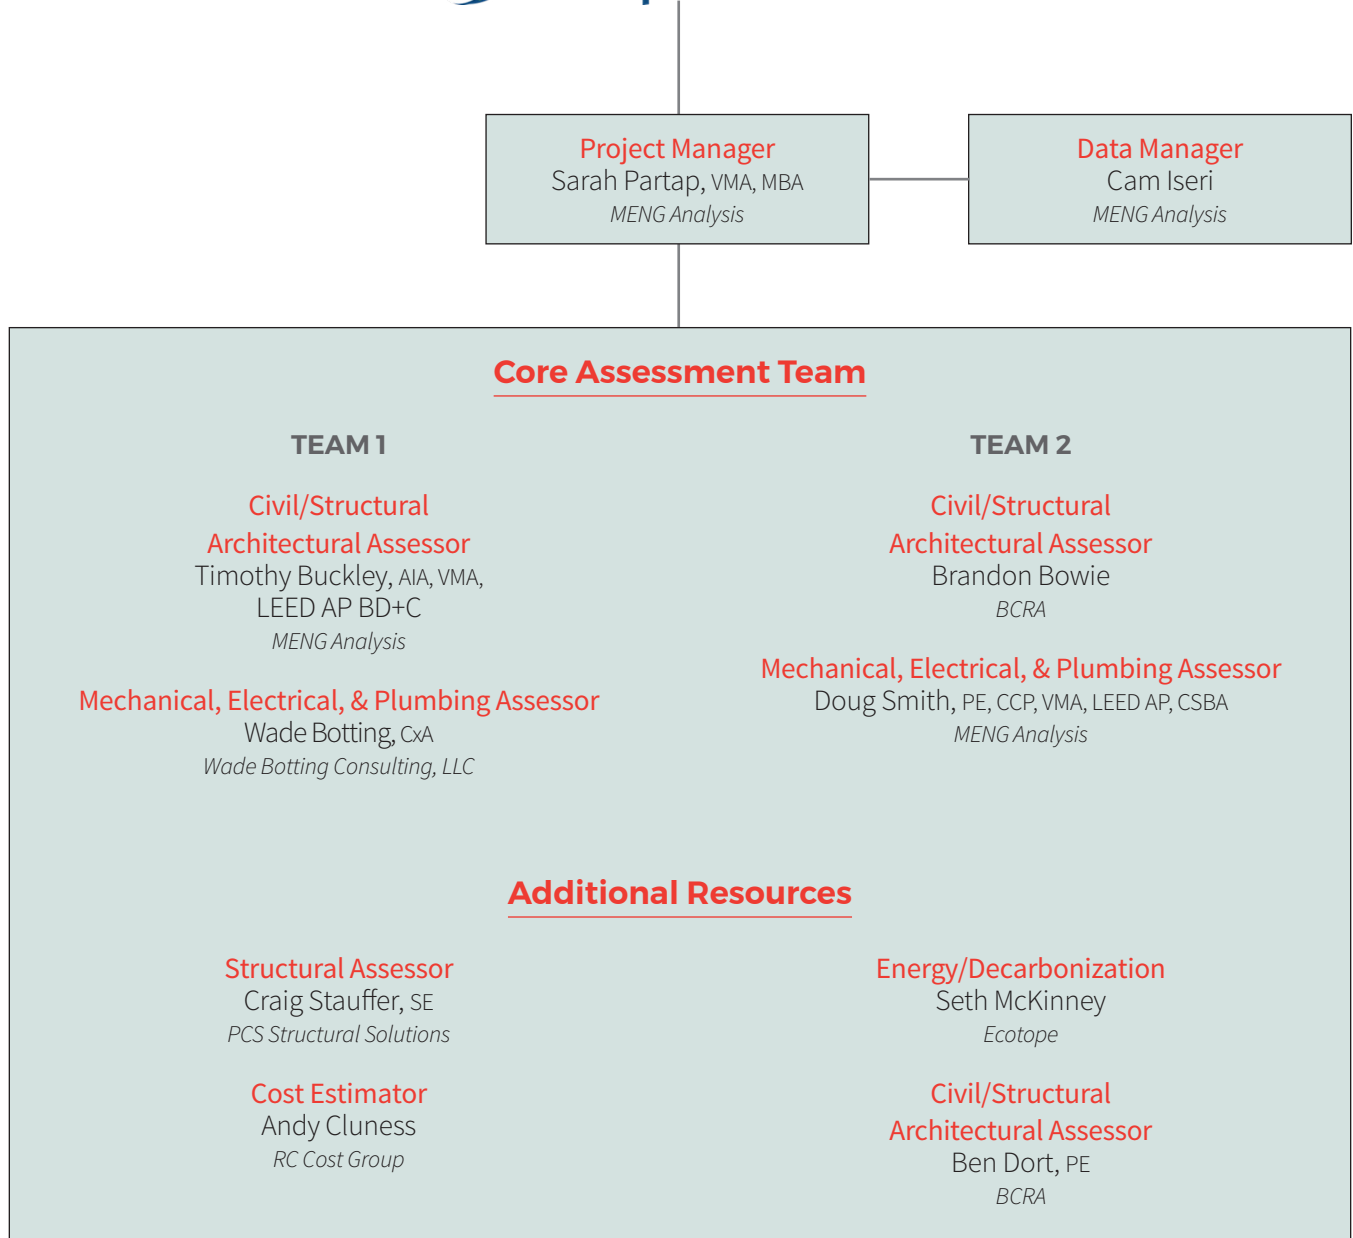 Project Manager
Sarah Partap, VMA, MBA
MENG Analysis
Data Manager
Cam Iseri
MENG Analysis
Core Assessment Team
TEAM 1
Civil/Structural
Architectural Assessor
Timothy Buckley, AIA, VMA,
LEED AP BD+C
MENG Analysis
Mechanical, Electrical, & Plumbing Assessor
Wade Botting, CxA
Wade Botting Consulting, LLC
TEAM 2
Civil/Structural
Architectural Assessor
Brandon Bowie
BCRA
Mechanical, Electrical, & Plumbing Assessor
Doug Smith, PE, CCP, VMA, LEED AP, CSBA
MENG Analysis
Additional Resources
Structural Assessor
Craig Stauffer, SE
PCS Structural Solutions
Cost Estimator
Andy Cluness
RC Cost Group
Energy/Decarbonization
Seth McKinney
Ecotope
Civil/Structural
Architectural Assessor
Ben Dort, PE
BCRA